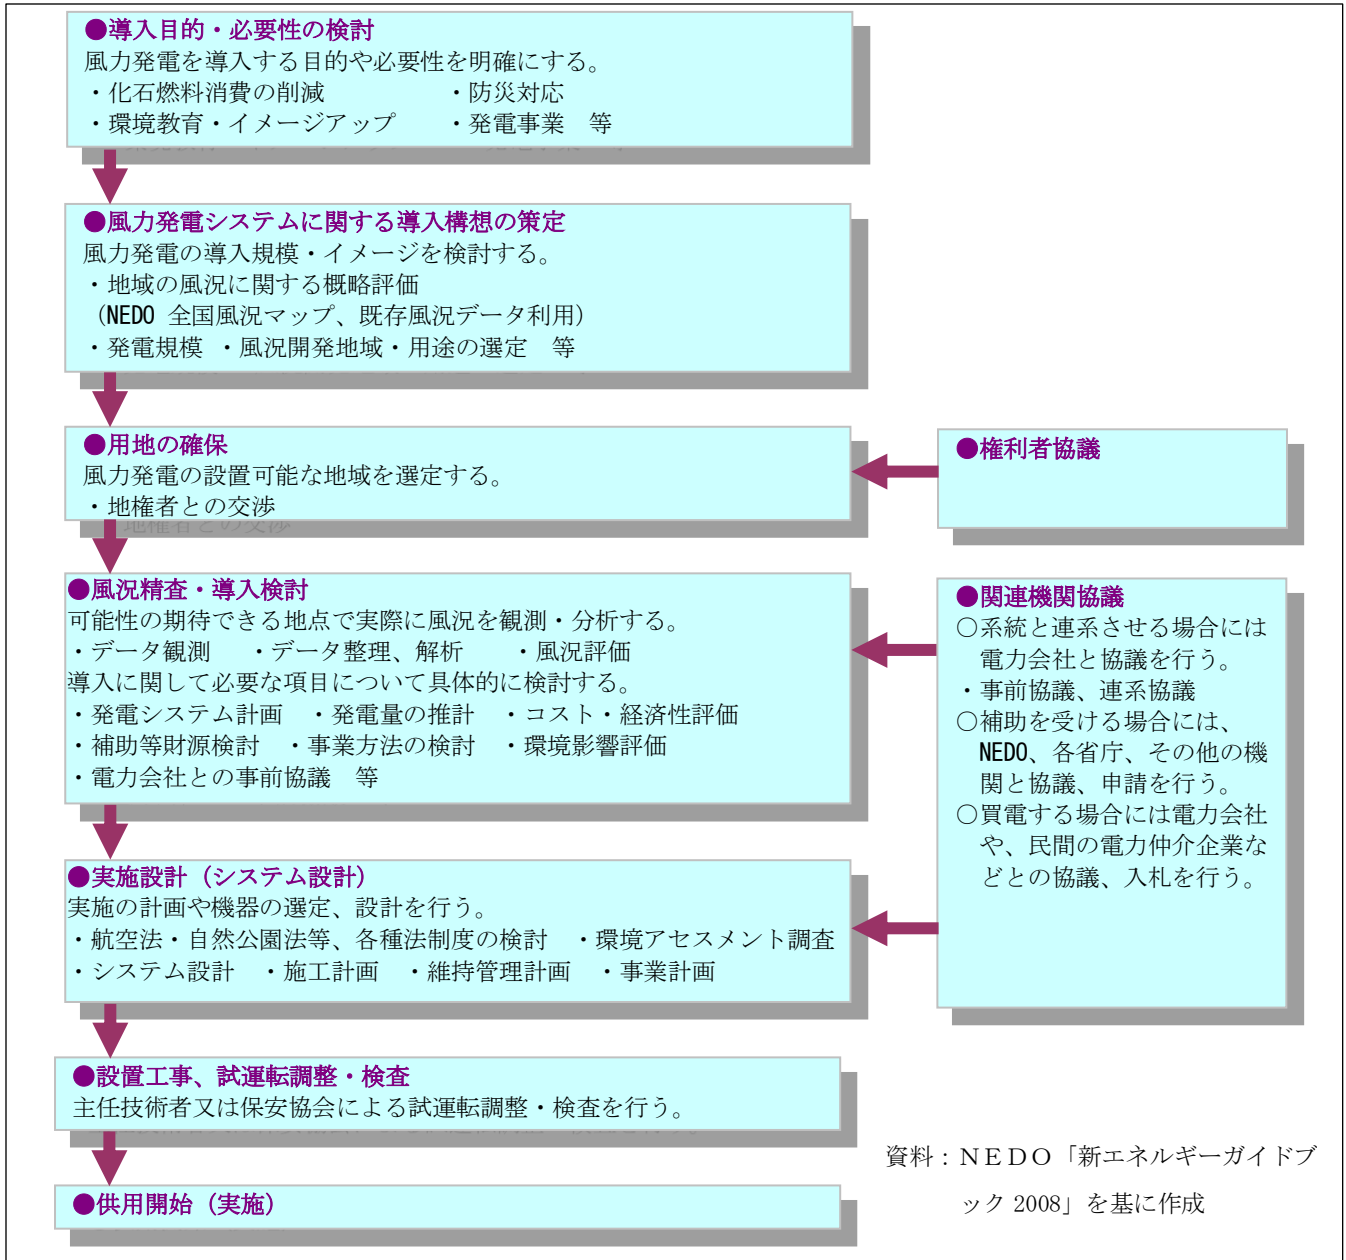 ●導入目的・必要性の検討
風力発電を導入する目的や必要性を明確にする。
・化石燃料消費の削減　　　　　・防災対応
・環境教育・イメージアップ　　・発電事業　等
●風力発電システムに関する導入構想の策定
風力発電の導入規模・イメージを検討する。
・地域の風況に関する概略評価
（NEDO 全国風況マップ、既存風況データ利用）
・発電規模　・風況開発地域・用途の選定　等
●用地の確保
風力発電の設置可能な地域を選定する。
・地権者との交渉
●権利者協議
●風況精査・導入検討
可能性の期待できる地点で実際に風況を観測・分析する。
・データ観測　　・データ整理、解析　　・風況評価
導入に関して必要な項目について具体的に検討する。
・発電システム計画　・発電量の推計　・コスト・経済性評価
・補助等財源検討　・事業方法の検討　・環境影響評価
・電力会社との事前協議　等
●関連機関協議
○系統と連系させる場合には
電力会社と協議を行う。
・事前協議、連系協議
○補助を受ける場合には、
NEDO、各省庁、その他の機
関と協議、申請を行う。
○買電する場合には電力会社
や、民間の電力仲介企業な
どとの協議、入札を行う。
●実施設計（システム設計）
実施の計画や機器の選定、設計を行う。
・航空法・自然公園法等、各種法制度の検討　・環境アセスメント調査
・システム設計　・施工計画　・維持管理計画　・事業計画
●設置工事、試運転調整・検査
主任技術者又は保安協会による試運転調整・検査を行う。
●供用開始（実施）
資料：ＮＥＤＯ「新エネルギーガイドブ
ック 2008」を基に作成